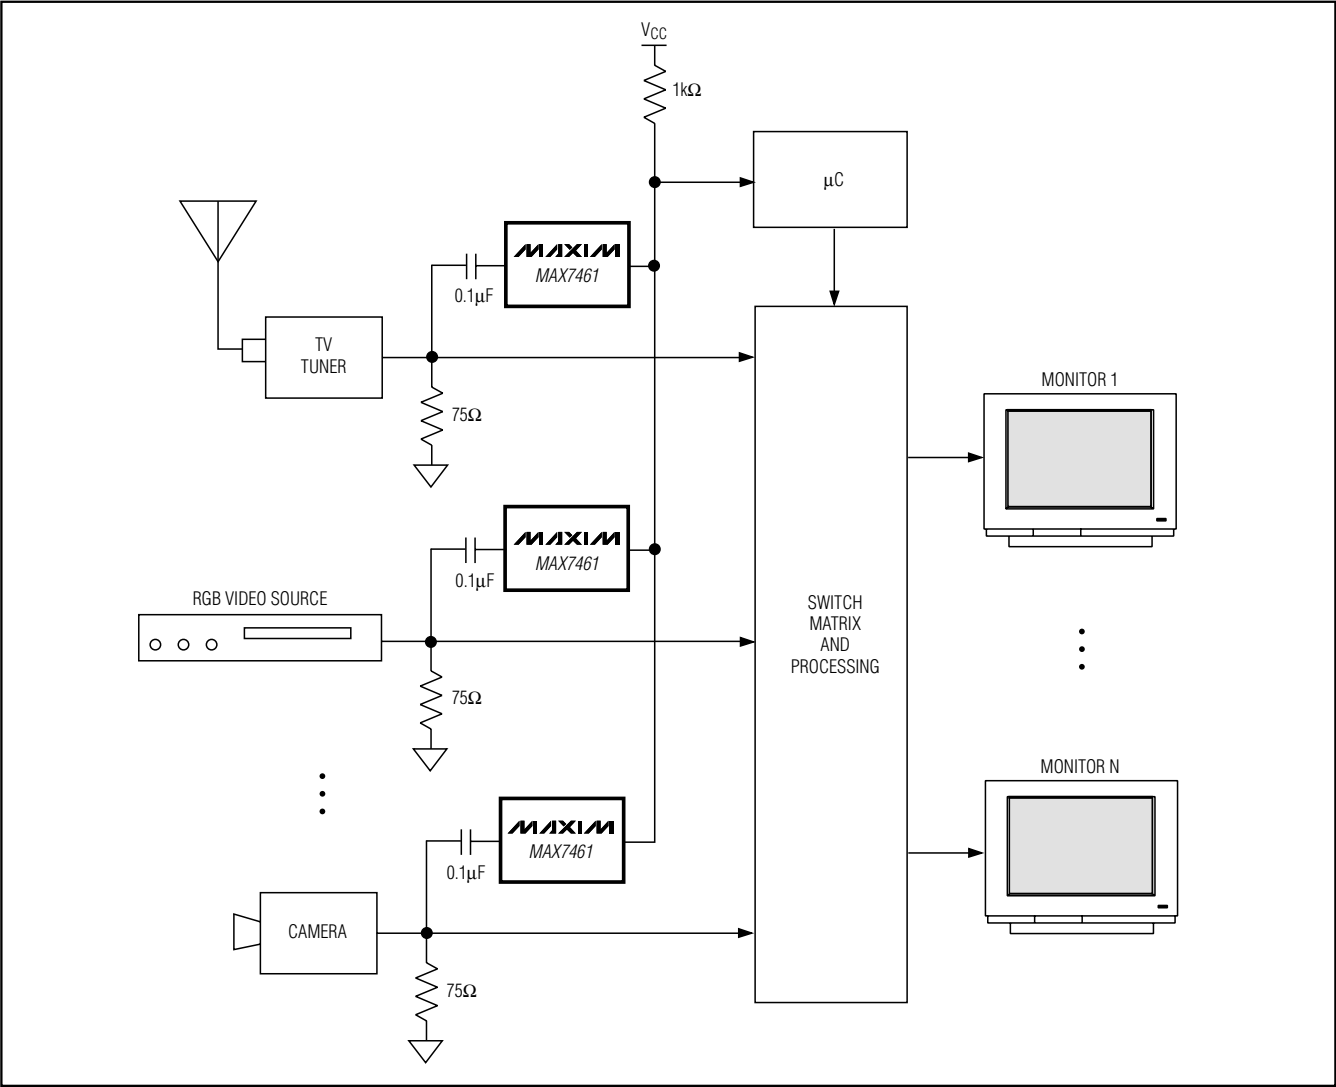 VCC
1kΩ
μC
MAXIM
MAX7461
0.1μF
TV
TUNER
75Ω
MONITOR 1
MAXIM
MAX7461
0.1μF
RGB VIDEO SOURCE
75Ω
SWITCH
MATRIX
AND
PROCESSING
MONITOR N
MAXIM
MAX7461
0.1μF
CAMERA
75Ω